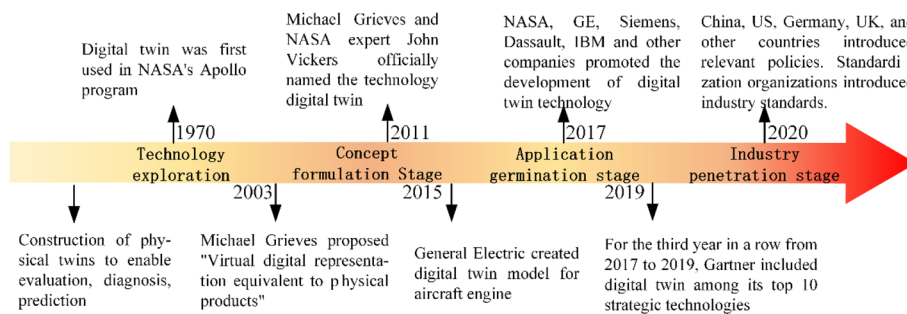 Digital twin was first
used in NASA's Apollo
program
Michael Grieves and
NASA expert John
Vickers officially
named the technology
digital twin
NASA, GE, Siemens,
Dassault, IBM and other
companies promoted the
development of digital
twin technology
China, US, Germany, UK, and
other countries introduced
relevant policies. Standardi
zation organizations introduced
industry standards.
1970
2011
2017
2020
Technology
exploration
Concept
formulation Stage
Application
germination stage
Industry
penetration stage
2003
2015
2019
Construction of phy-
sical twins to enable
evaluation, diagnosis,
prediction
Michael Grieves proposed
"Virtual digital representa-
tion equivalent to physical
products"
General Electric created
digital twin model for
aircraft engine
For the third year in a row from
2017 to 2019, Gartner included
digital twin among its top 10
strategic technologies